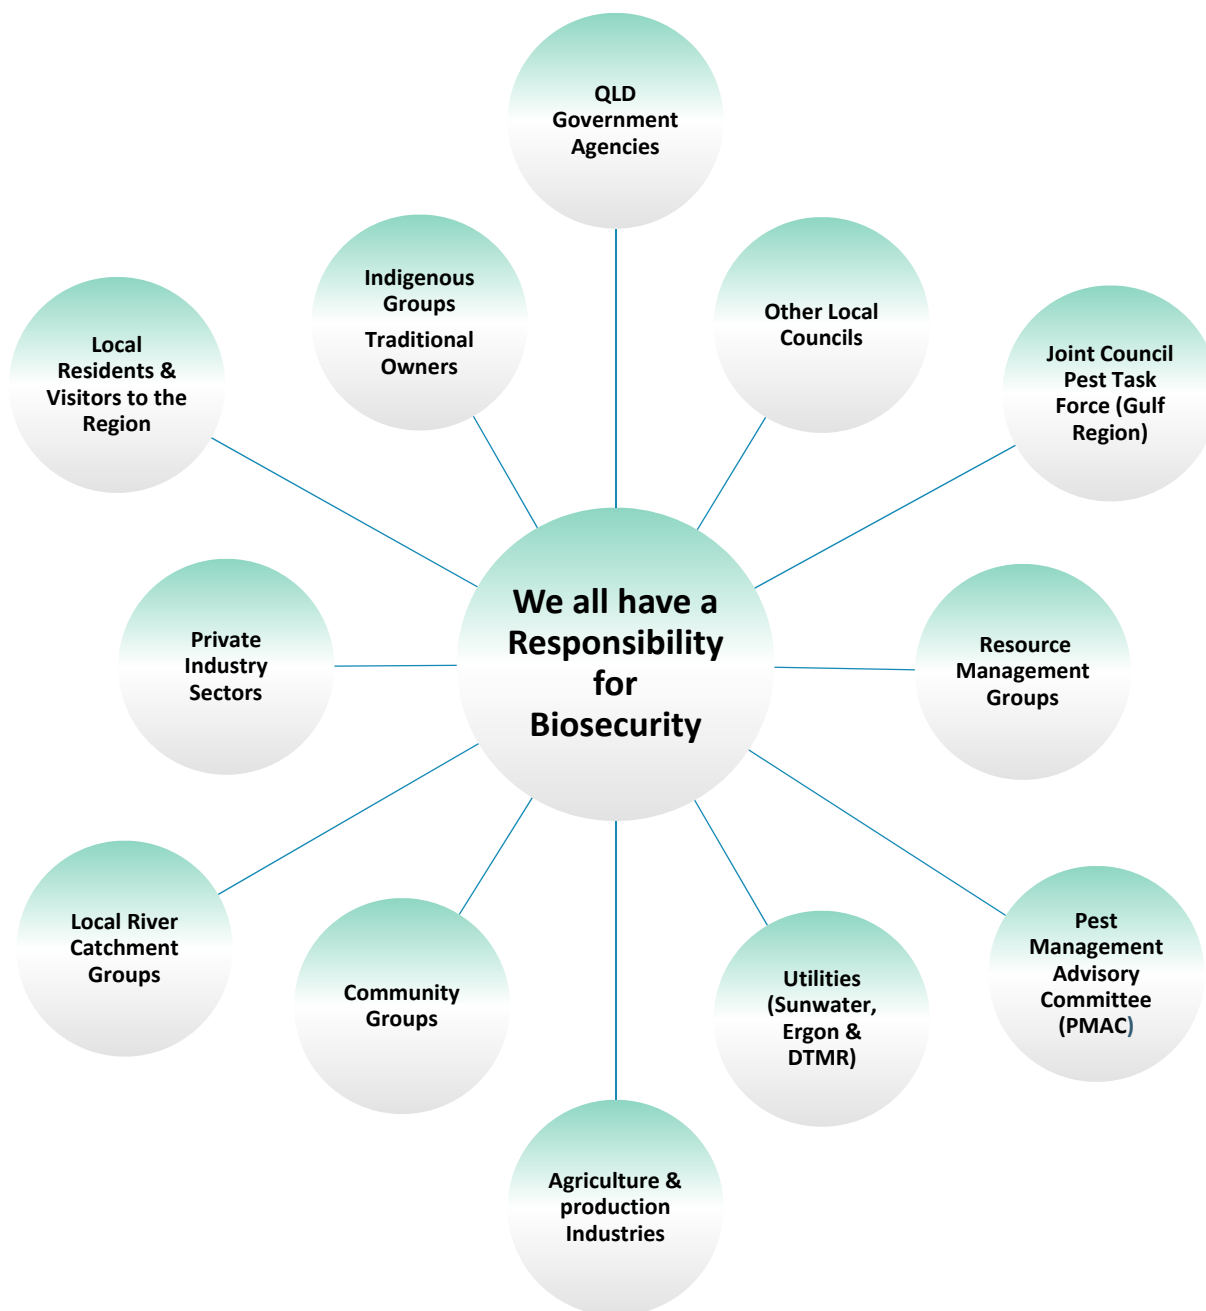 QLD
Government
Agencies
Indigenous
Groups
Traditional
Owners
Other Local
Councils
Local
Residents &
Visitors to the
Region
Joint Council
Pest Task
Force (Gulf
Region)
We all have a
Responsibility
for
Biosecurity
Private
Industry
Sectors
Resource
Management
Groups
Local River
Catchment
Groups
Community
Groups
Utilities
(Sunwater,
Ergon &
DTMR)
Pest
Management
Advisory
Committee
(PMAC)
Agriculture &
production
Industries